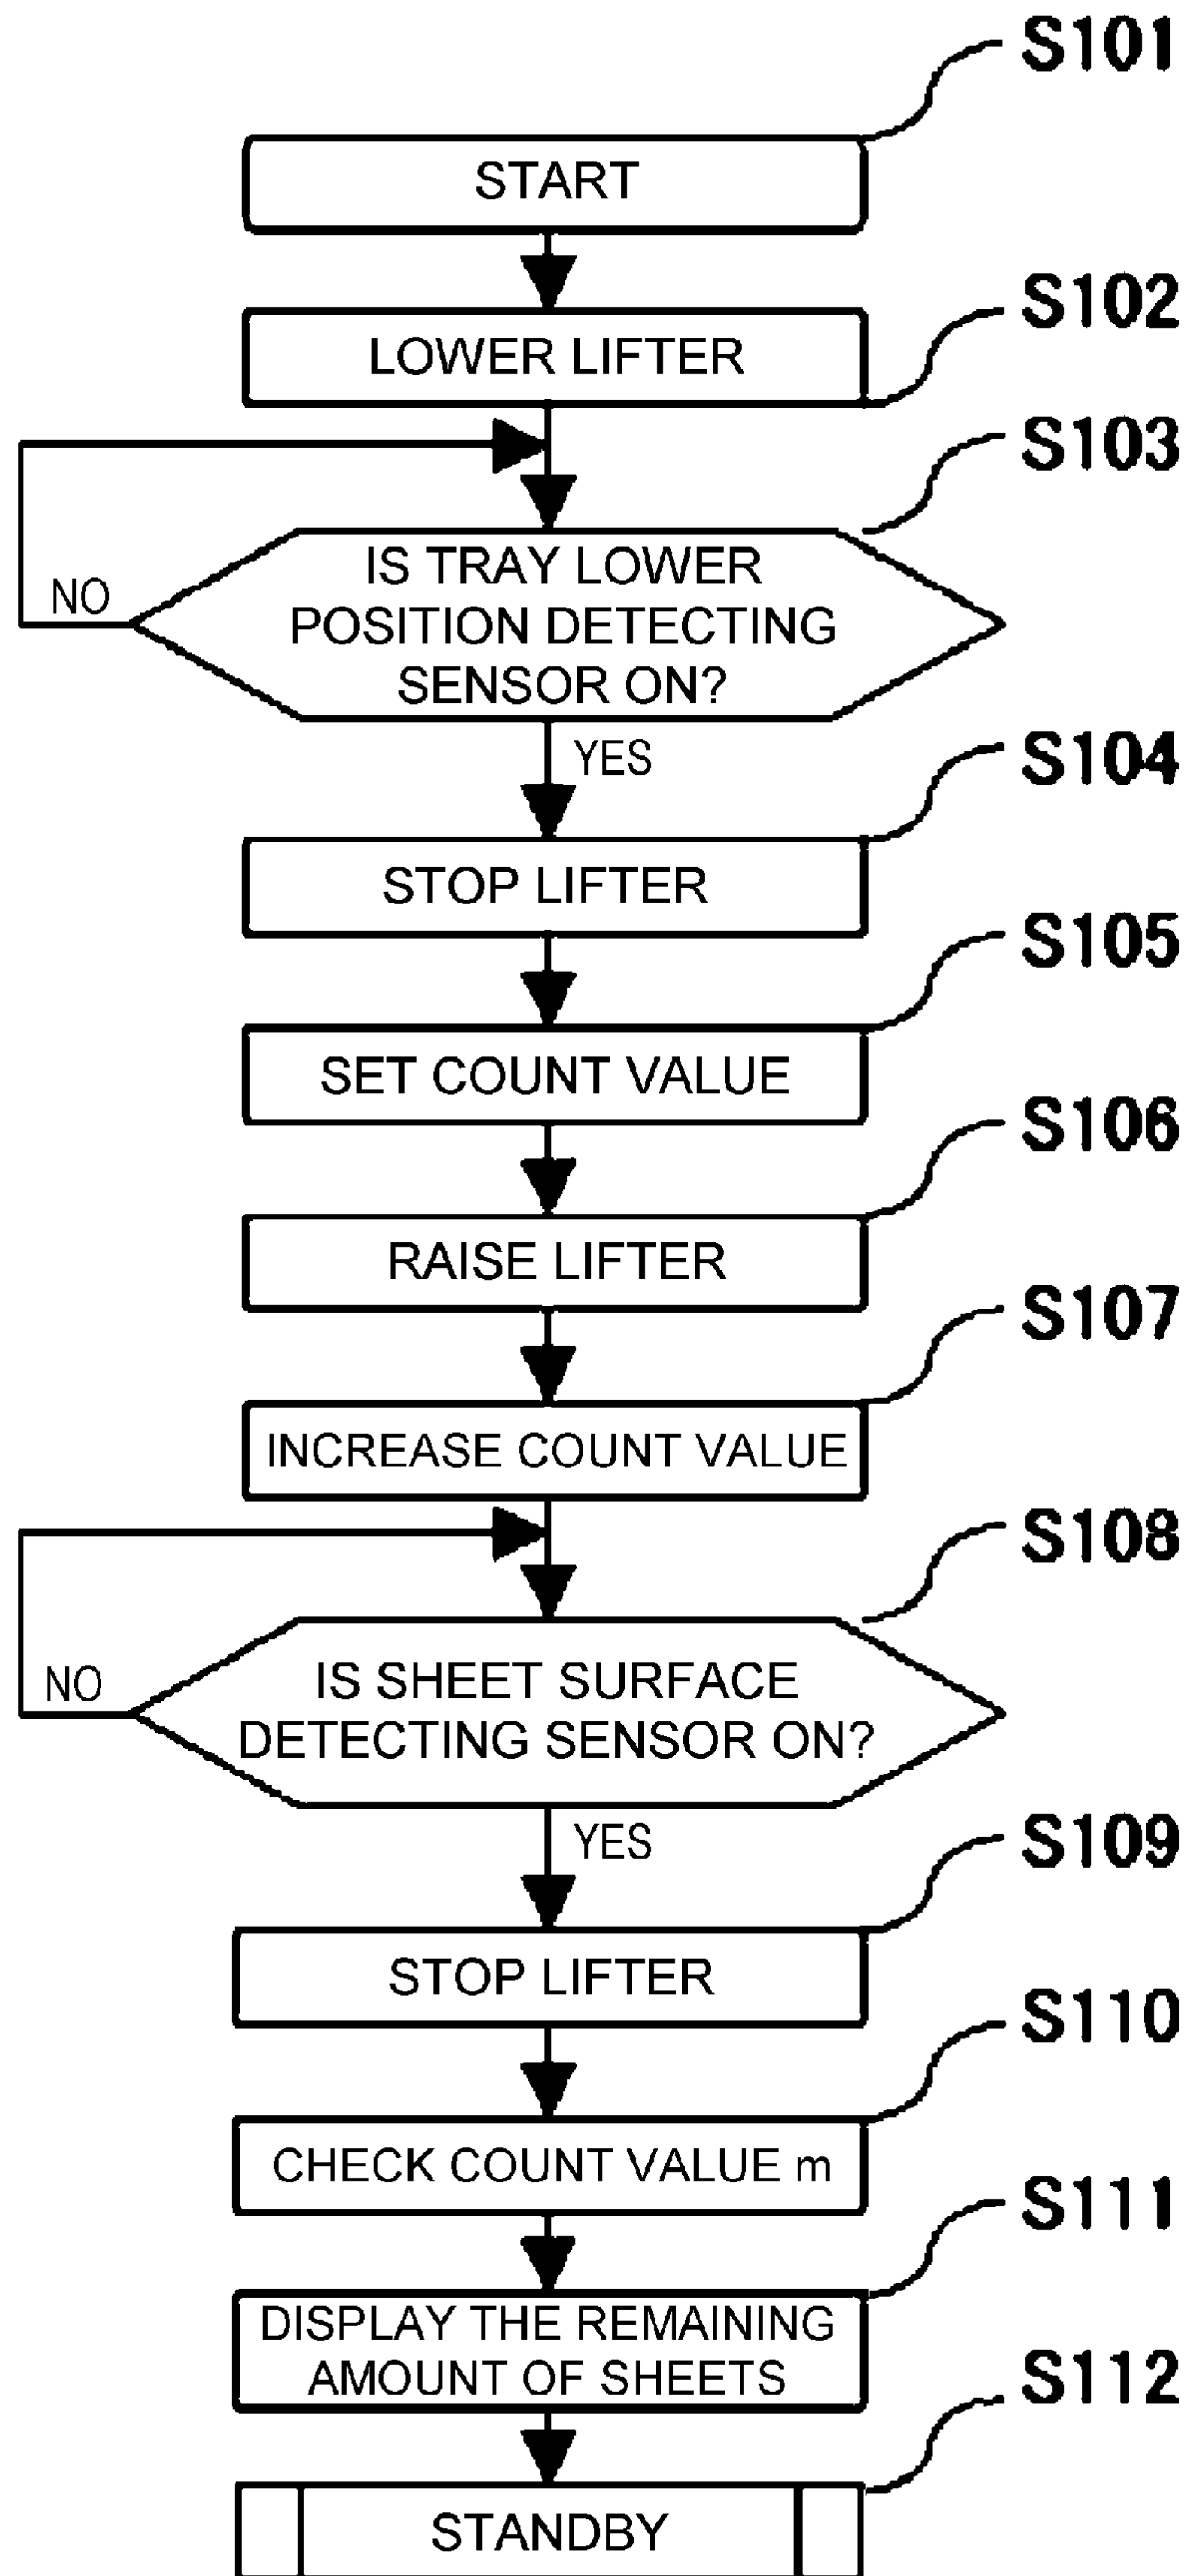 S101
START
S102
LOWER LIFTER
S103
IS TRAY LOWER
POSITION DETECTING
SENSOR ON?
NO
YES
S104
STOP LIFTER
S105
SET COUNT VALUE
S106
RAISE LIFTER
S107
INCREASE COUNT VALUE
S108
IS SHEET SURFACE
DETECTING SENSOR ON?
NO
YES
S109
STOP LIFTER
S110
CHECK COUNT VALUE m
S111
DISPLAY THE REMAINING
AMOUNT OF SHEETS
S112
STANDBY